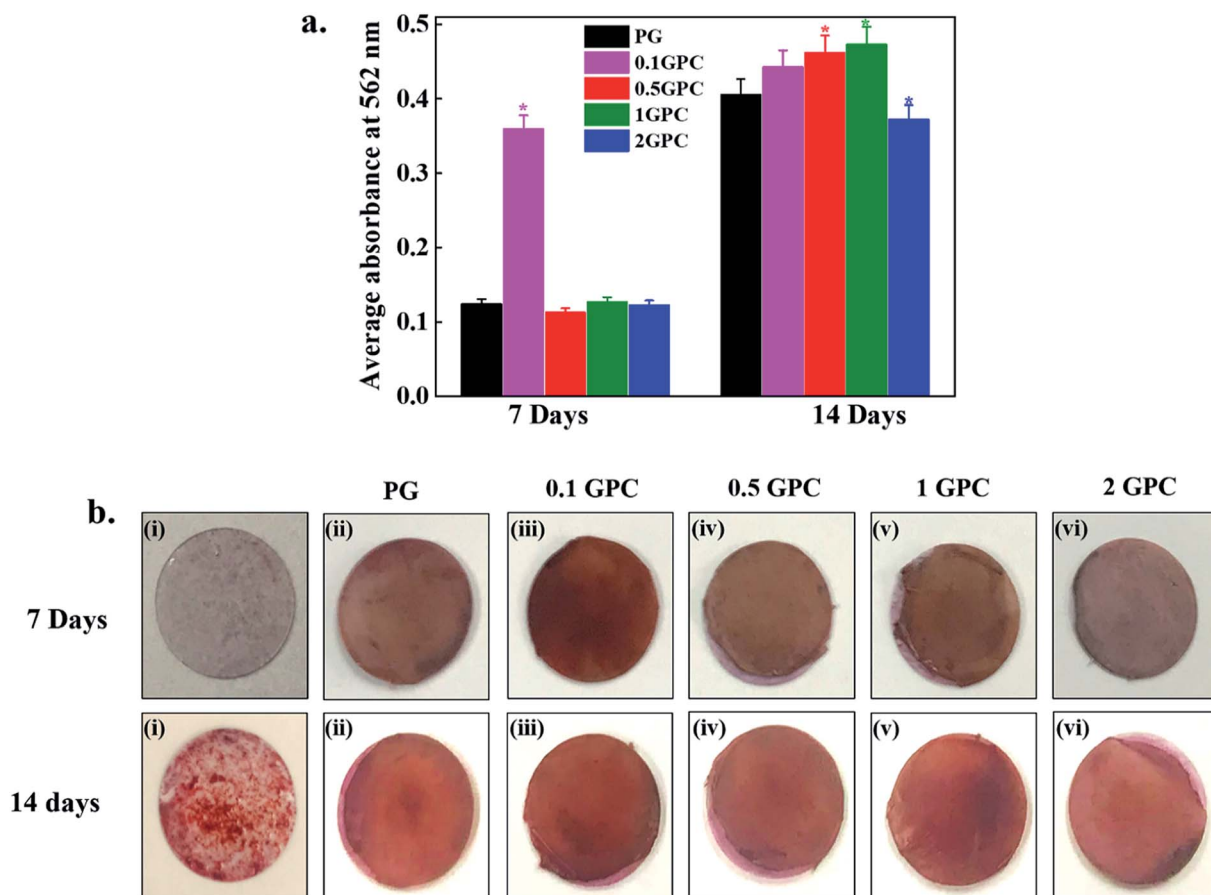 a.
Average absorbance at 562 nm
0.5
0.4
0.3
0.2
0.1
0.0
PG
0.1GPC
0.5GPC
1GPC
2GPC
*
*
*
*
7 Days
14 Days
b.
PG
0.1 GPC
0.5 GPC
1 GPC
2 GPC
7 Days
(i)
(ii)
(iii)
(iv)
(v)
(vi)
14 days
(i)
(ii)
(iii)
(iv)
(v)
(vi)